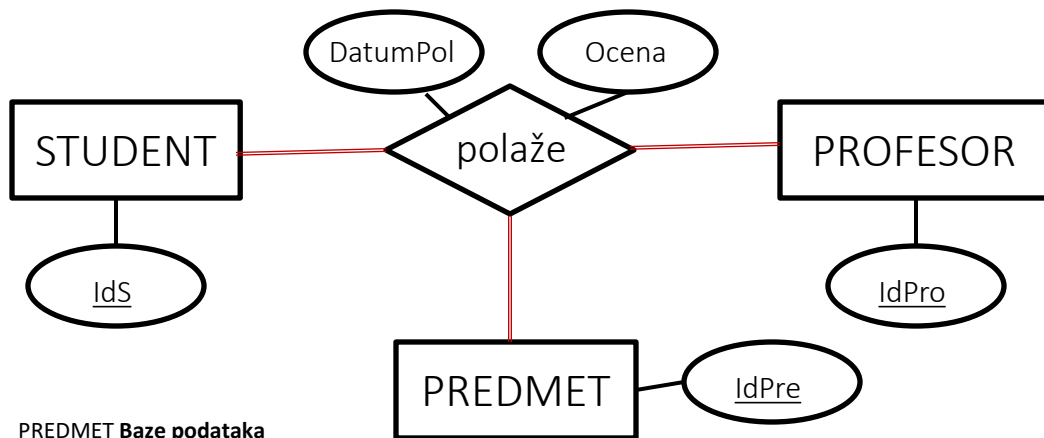 DatumPol
Ocena
STUDENT
polaže
PROFESOR
IdS
IdPro
PREDMET
IdPre
PREDMET Baze podataka